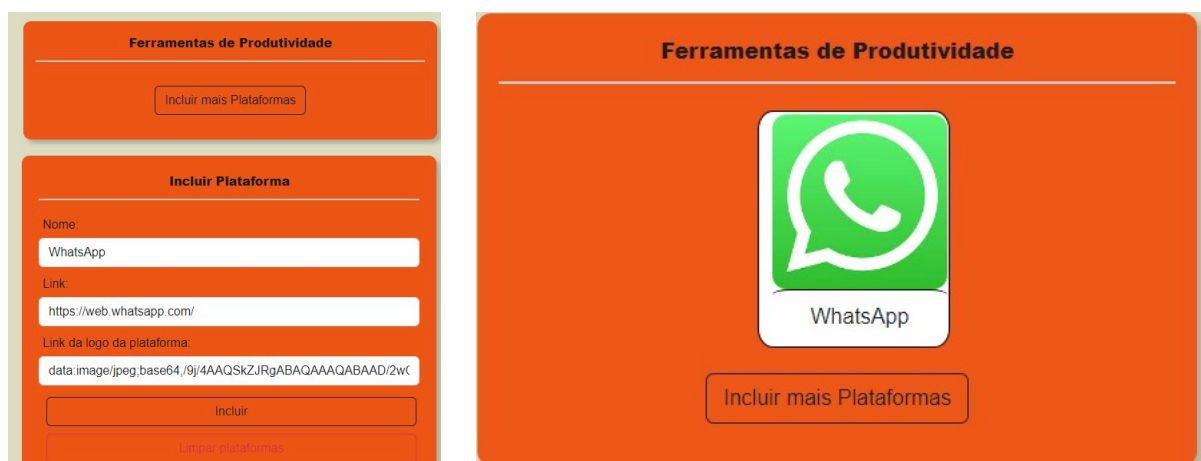 Ferramentas de Produtividade
Incluir mais Plataformas
Incluir Plataforma
Nome:
WhatsApp
Link:
https://web.whatsapp.com/
Link da logo da plataforma:
data:image/jpeg;base64,/9j/4AAQSkZJRgABAQAAAQABAAD/2w
Incluir
Limpar plataformas
Ferramentas de Produtividade
WhatsApp
Incluir mais Plataformas